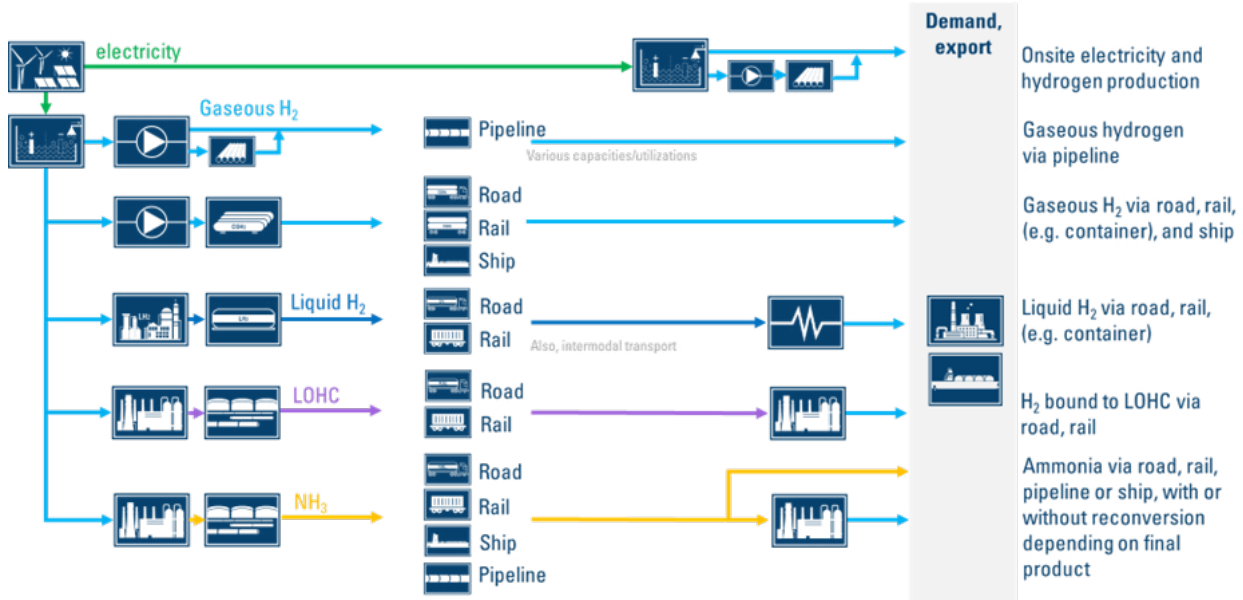 Demand,
export
electricity
Onsite electricity and
hydrogen production
Gaseous H₂
Pipeline
Various capacities/utilizations
Gaseous hydrogen
via pipeline
Road
Rail
Ship
Gaseous H₂ via road, rail,
(e.g. container), and ship
LH₂
Liquid H₂
Road
Rail
Also, intermodal transport
Liquid H₂ via road, rail,
(e.g. container)
LOHC
Road
Rail
H₂ bound to LOHC via
road, rail
NH₃
Road
Rail
Ship
Pipeline
Ammonia via road, rail,
pipeline or ship, with or
without reconversion
depending on final
product